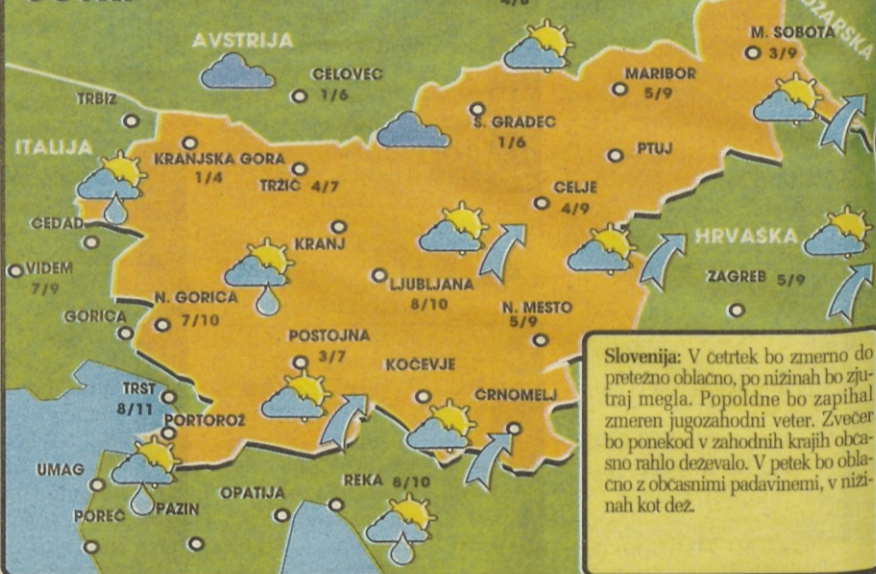 AVSTRIJA
M. SOBOTA
3/9
CELOVEC
1/6
MARIBOR
5/9
TRBIŽ
ITALIJA
S. GRADEC
1/6
PTUJ
KRANJSKA GORA
1/4
TRŽIČ 4/7
CELJE
4/9
ČEDAD
KRANJ
HRVAŠKA
VIDEM
7/9
LJUBLJANA
8/10
ZAGREB 5/9
N. GORICA
7/10
GORICA
N. MESTO
5/9
POSTOJNA
3/7
KOČEVJE
TRST
8/11
ČRNOMELJ
PORTOROŽ
UMAG
REKA 8/10
OPATIJA
POREČ
PAZIN
Slovenija: V četrtek bo zmerno do
pretežno oblačno, po nižinah bo zju-
traj megla. Popoldne bo zapihal
zmeren jugozahodni veter. Zvečer
bo ponekod v zahodnih krajih obča-
sno rahlo deževalo. V petek bo obla-
čno z občasnimi padavinemi, v niži-
nah kot dež.